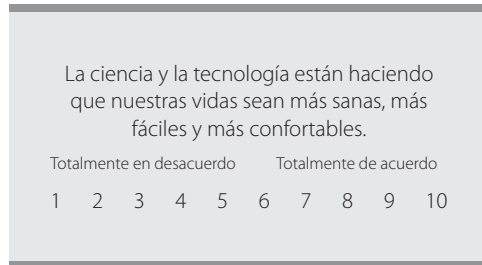 La ciencia y la tecnología están haciendo
que nuestras vidas sean más sanas, más
fáciles y más confortables.
Totalmente en desacuerdo Totalmente de acuerdo
1 2 3 4 5 6 7 8 9 10